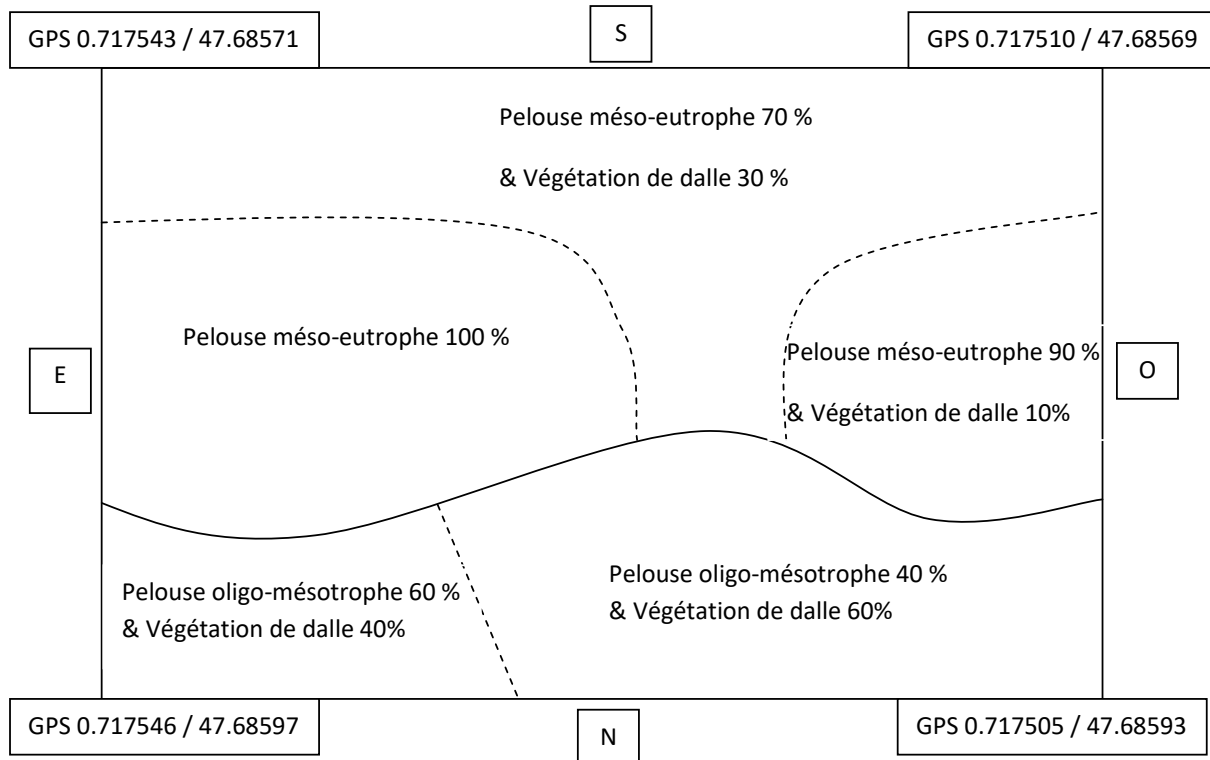 GPS 0.717543 / 47.68571
S
GPS 0.717510 / 47.68569
Pelouse méso-eutrophe 70 %
& Végétation de dalle 30 %
Pelouse méso-eutrophe 100 %
Pelouse méso-eutrophe 90 %
& Végétation de dalle 10%
E
O
Pelouse oligo-mésotrophe 60 %
& Végétation de dalle 40%
Pelouse oligo-mésotrophe 40 %
& Végétation de dalle 60%
GPS 0.717546 / 47.68597
N
GPS 0.717505 / 47.68593